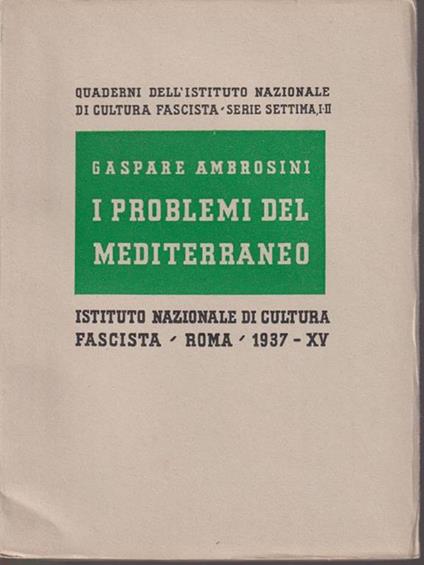 QUADERNI DELL'ISTITUTO NAZIONALE
DI CULTURA FASCISTA - SERIE SETTIMA, I-II
GASPARE AMBROSINI
I PROBLEMI DEL
MEDITERRANEO
ISTITUTO NAZIONALE DI CULTURA
FASCISTA - ROMA - 1937 - XV